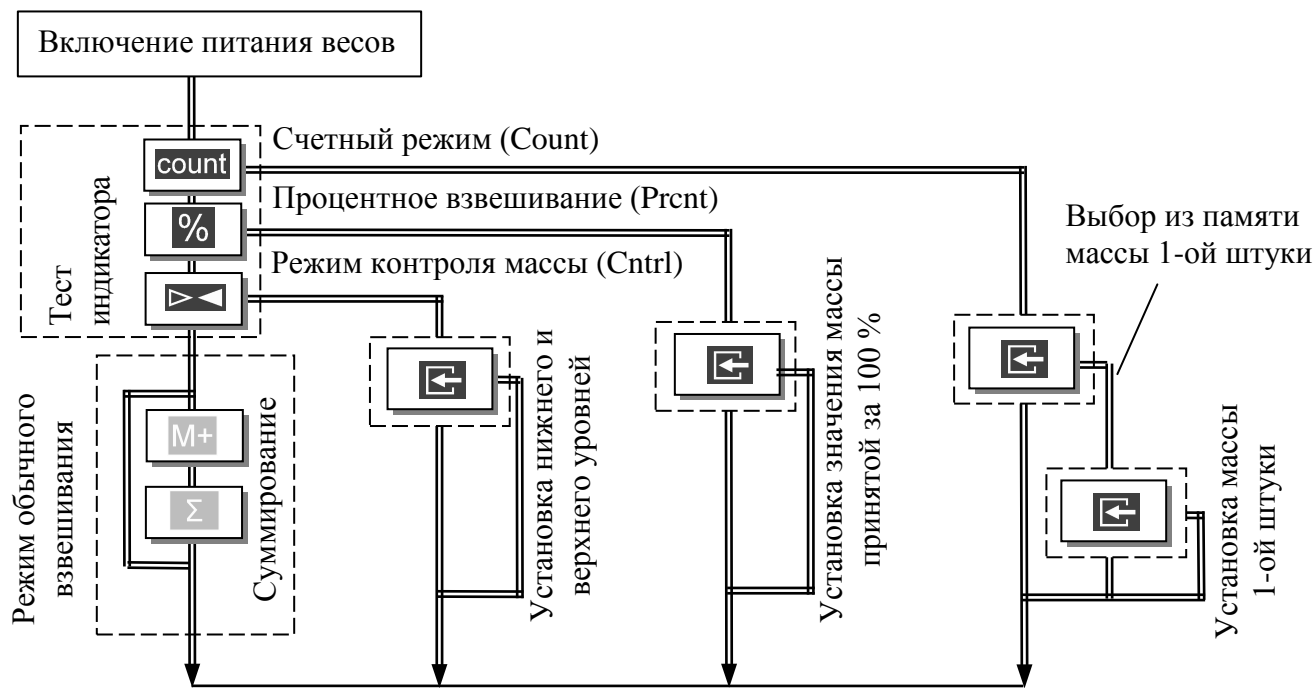 Включение питания весов
Счетный режим (Count)
count
Процентное взвешивание (Prcnt)
%
Режим контроля массы (Cntrl)
Тест
индикатора
Выбор из памяти
массы 1-ой штуки
Режим обычного
взвешивания
M+
Σ
Суммирование
Установка нижнего и
верхнего уровней
Установка значения массы
принятой за 100 %
Установка массы
1-ой штуки